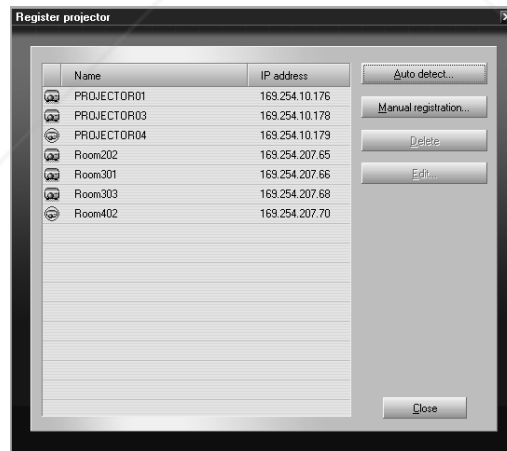 Register projector
Name IP address
PROJECTOR01 169.254.10.176
PROJECTOR03 169.254.10.178
PROJECTOR04 169.254.10.179
Room202 169.254.207.65
Room301 169.254.207.66
Room303 169.254.207.68
Room402 169.254.207.70
Auto detect...
Manual registration...
Delete
Edit...
Close